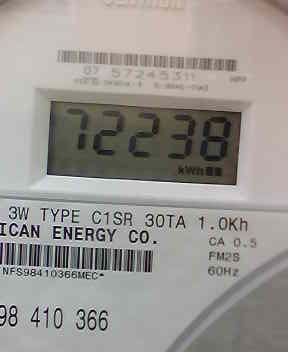 07 57245311
72238
kWh
3W TYPE C1SR 30TA 1.0Kh
ICAN ENERGY CO.
CA 0.5
FM2S
60Hz
NFS98410366MEC*
98 410 366